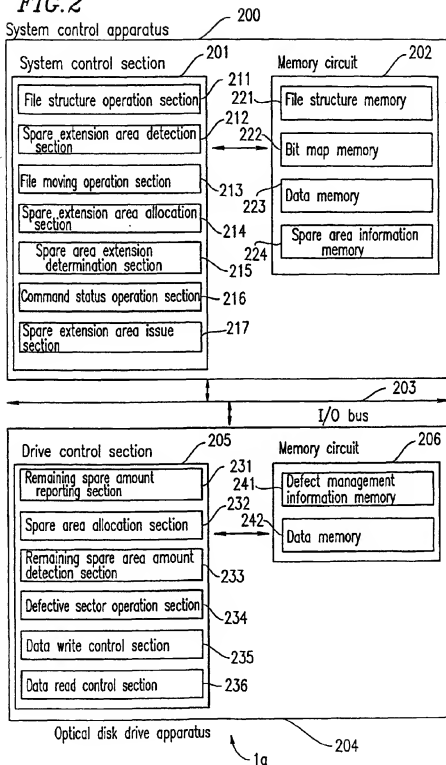 FIG.2
System control apparatus
200
System control section
201
Memory circuit
202
File structure operation section
211
Spare extension area detection
section
212
File moving operation section
213
Spare extension area allocation
section
214
Spare area extension
determination section
215
Command status operation section
216
Spare extension area issue
section
217
221
File structure memory
222
Bit map memory
223
Data memory
224
Spare area information
memory
203
I/O bus
Drive control section
205
Memory circuit
206
Remaining spare amount
reporting section
231
Spare area allocation section
232
Remaining spare area amount
detection section
233
Defective sector operation section
234
Data write control section
235
Data read control section
236
241
Defect management
information memory
242
Data memory
Optical disk drive apparatus
204
1a